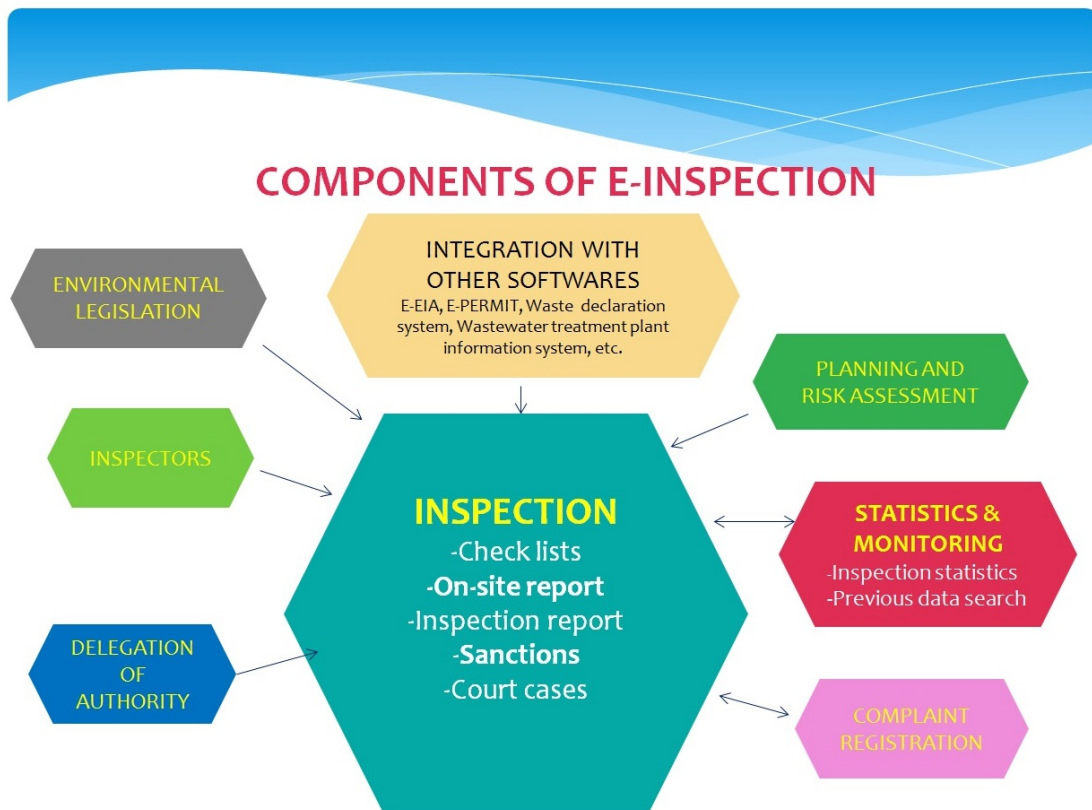 COMPONENTS OF E-INSPECTION
ENVIRONMENTAL
LEGISLATION
INTEGRATION WITH
OTHER SOFTWARES
E-EIA, E-PERMIT, Waste declaration
system, Wastewater treatment plant
information system, etc.
PLANNING AND
RISK ASSESSMENT
INSPECTORS
INSPECTION
-Check lists
-On-site report
-Inspection report
-Sanctions
-Court cases
STATISTICS &
MONITORING
-Inspection statistics
-Previous data search
DELEGATION
OF
AUTHORITY
COMPLAINT
REGISTRATION